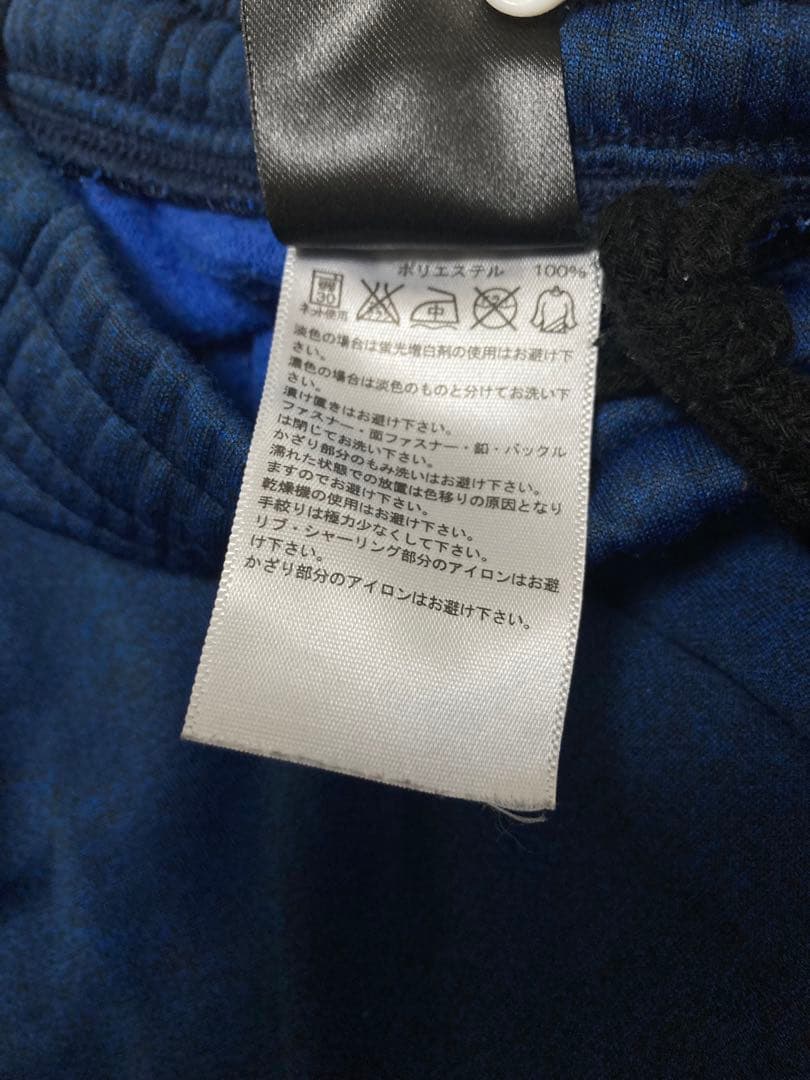 ポリエステル 100%
弱 30 中
ネット使用
淡色の場合は蛍光増白剤の使用はお避け下
さい。
濃色の場合は淡色のものと分けてお洗い下
さい。
漬け置きはお避け下さい。
ファスナー・面ファスナー・釦・バックル
は閉じてお洗い下さい。
かざり部分のもみ洗いはお避け下さい。
濡れた状態での放置は色移りの原因となり
ますのでお避け下さい。
乾燥機の使用はお避け下さい。
手絞りは極力少なくして下さい。
リブ・シャーリング部分のアイロンはお避
け下さい。
かざり部分のアイロンはお避け下さい。